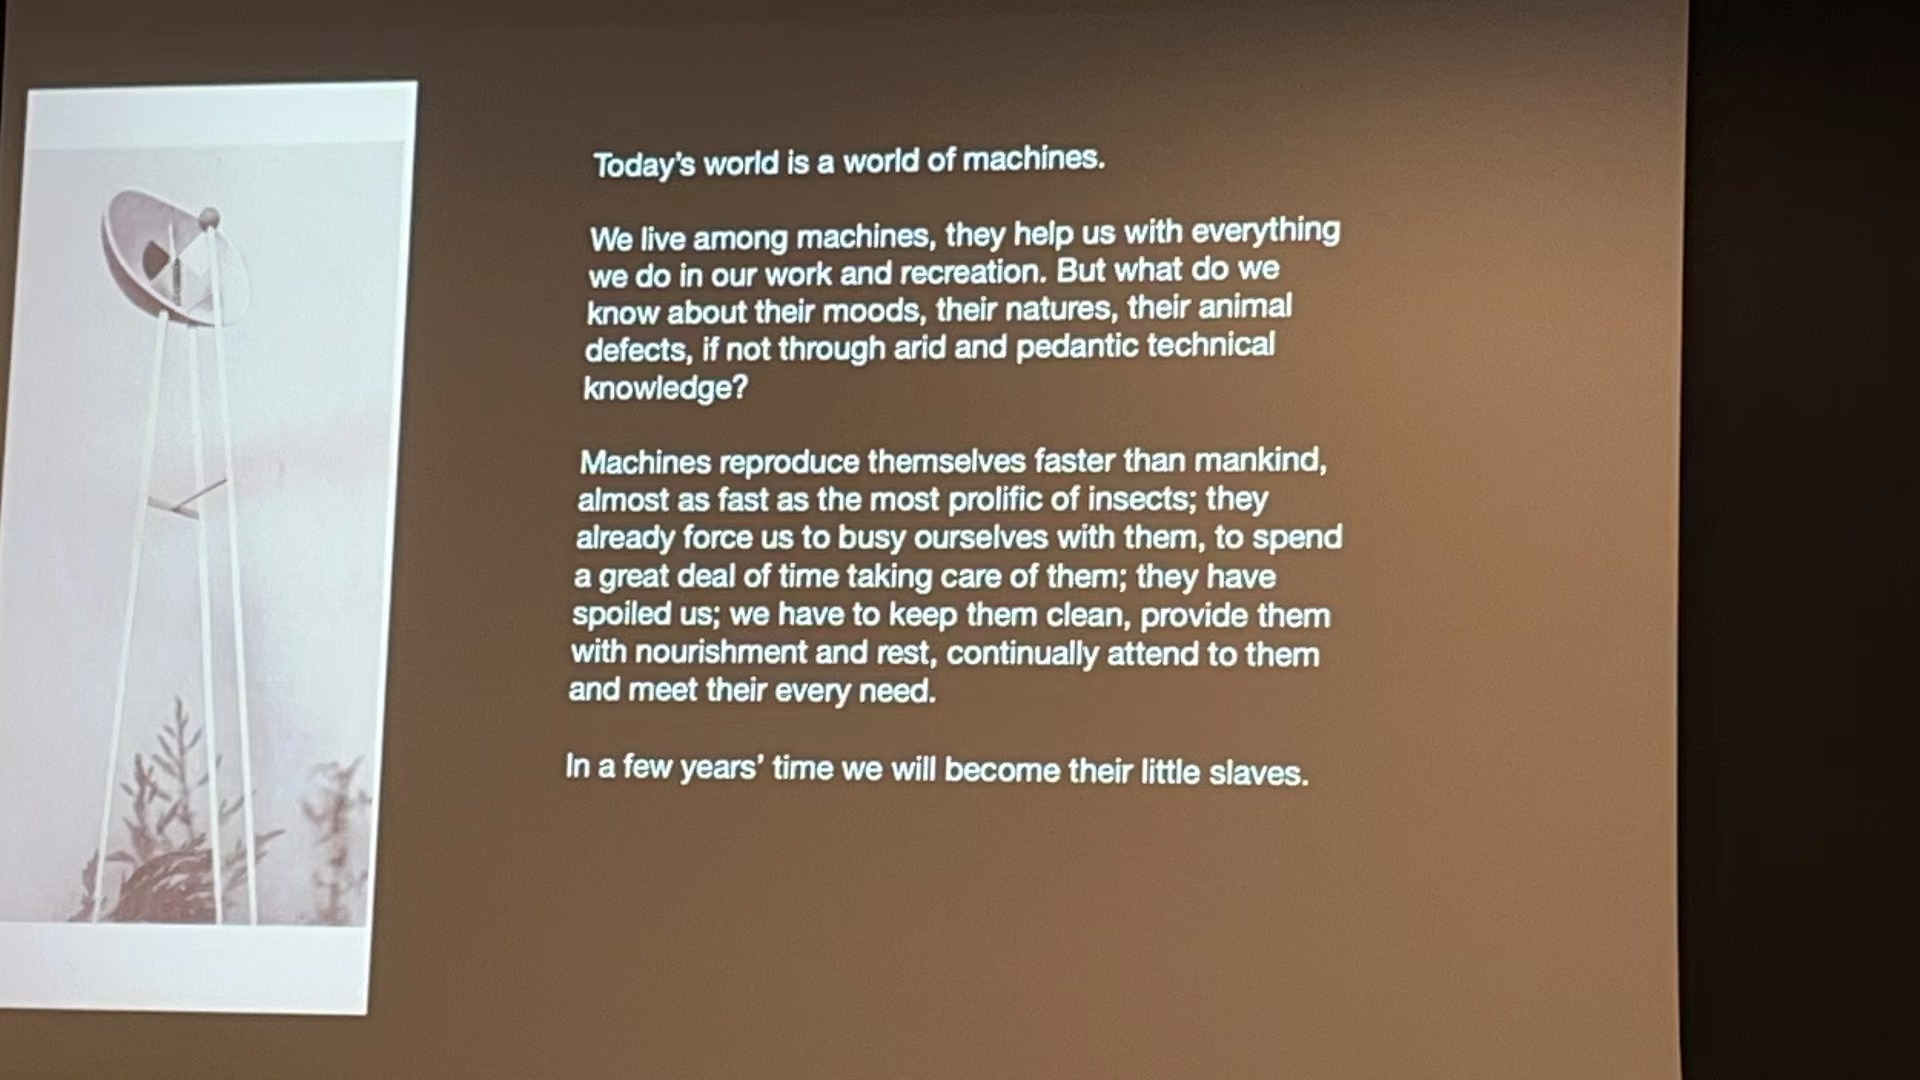 Today's world is a world of machines.
We live among machines, they help us with everything
we do in our work and recreation. But what do we
know about their moods, their natures, their animal
defects, if not through arid and pedantic technical
knowledge?
Machines reproduce themselves faster than mankind,
almost as fast as the most prolific of insects; they
already force us to busy ourselves with them, to spend
a great deal of time taking care of them; they have
spoiled us; we have to keep them clean, provide them
with nourishment and rest, continually attend to them
and meet their every need.
In a few years' time we will become their little slaves.